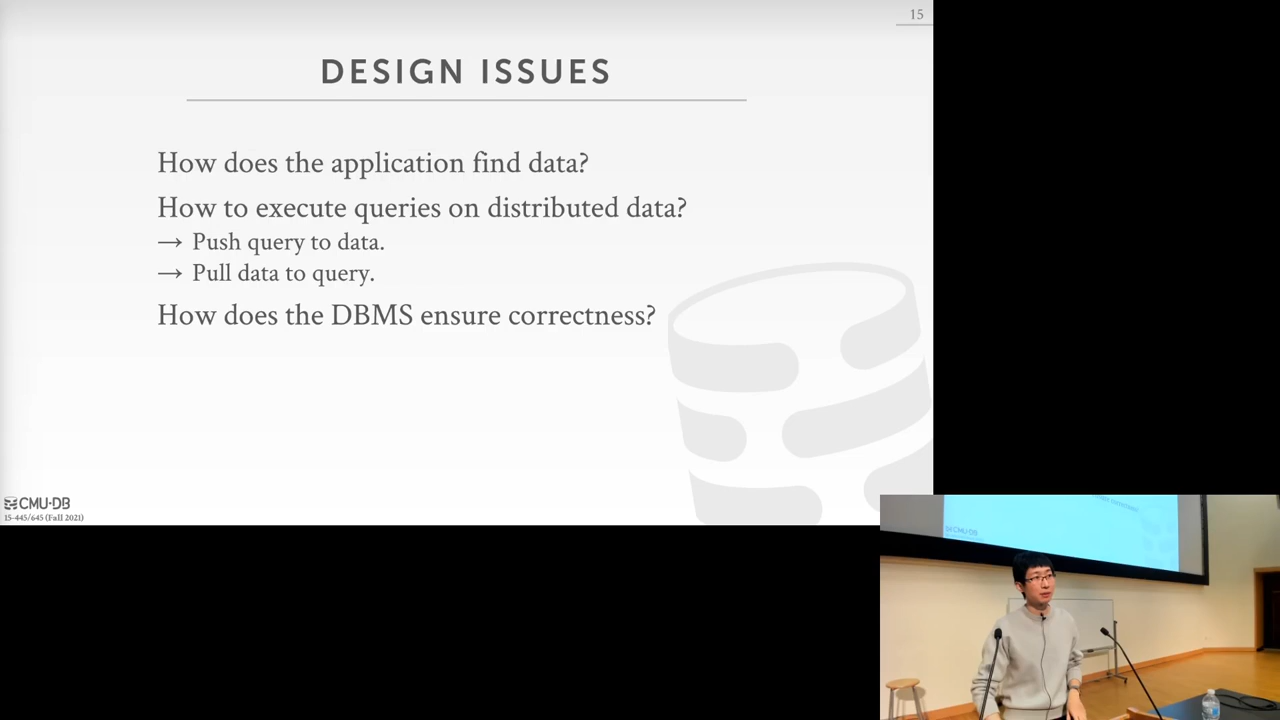 15
DESIGN ISSUES
How does the application find data?
How to execute queries on distributed data?
→ Push query to data.
→ Pull data to query.
How does the DBMS ensure correctness?
CMU·DB
15-445/645 (Fall 2021)